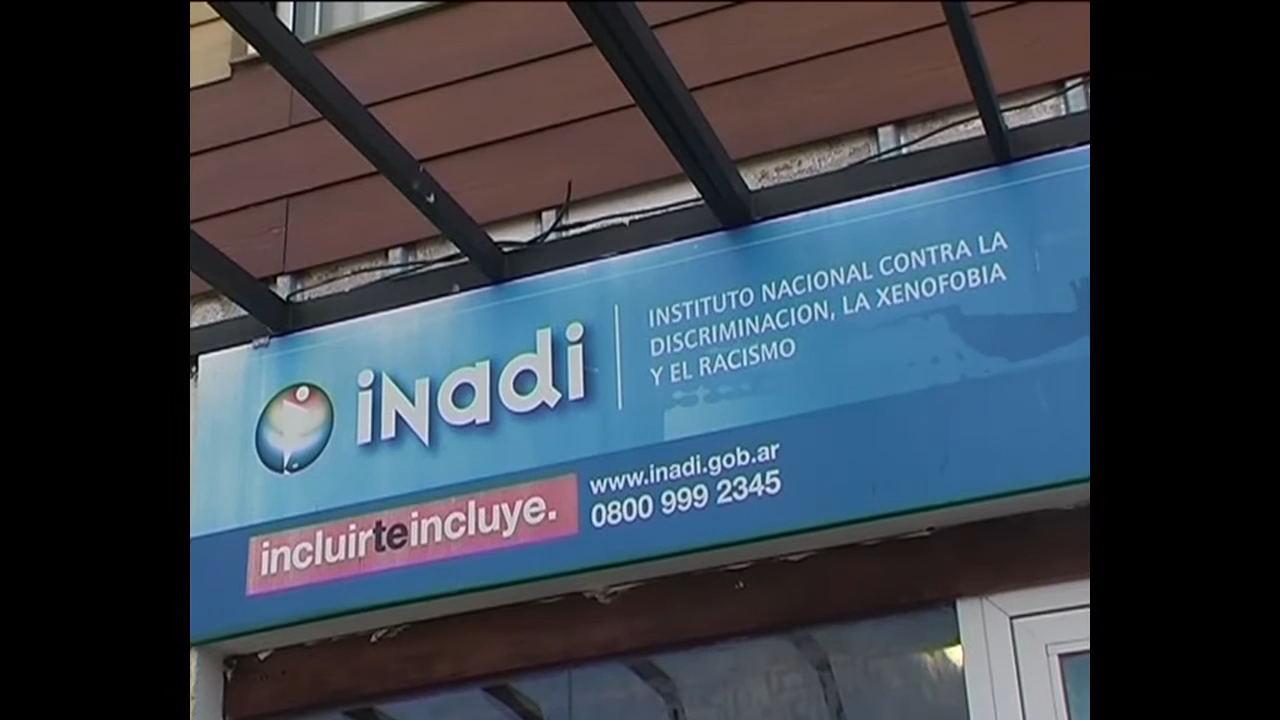 iNadi
INSTITUTO NACIONAL CONTRA LA
DISCRIMINACION, LA XENOFOBIA
Y EL RACISMO
incluirteincluye.
www.inadi.gob.ar
0800 999 2345